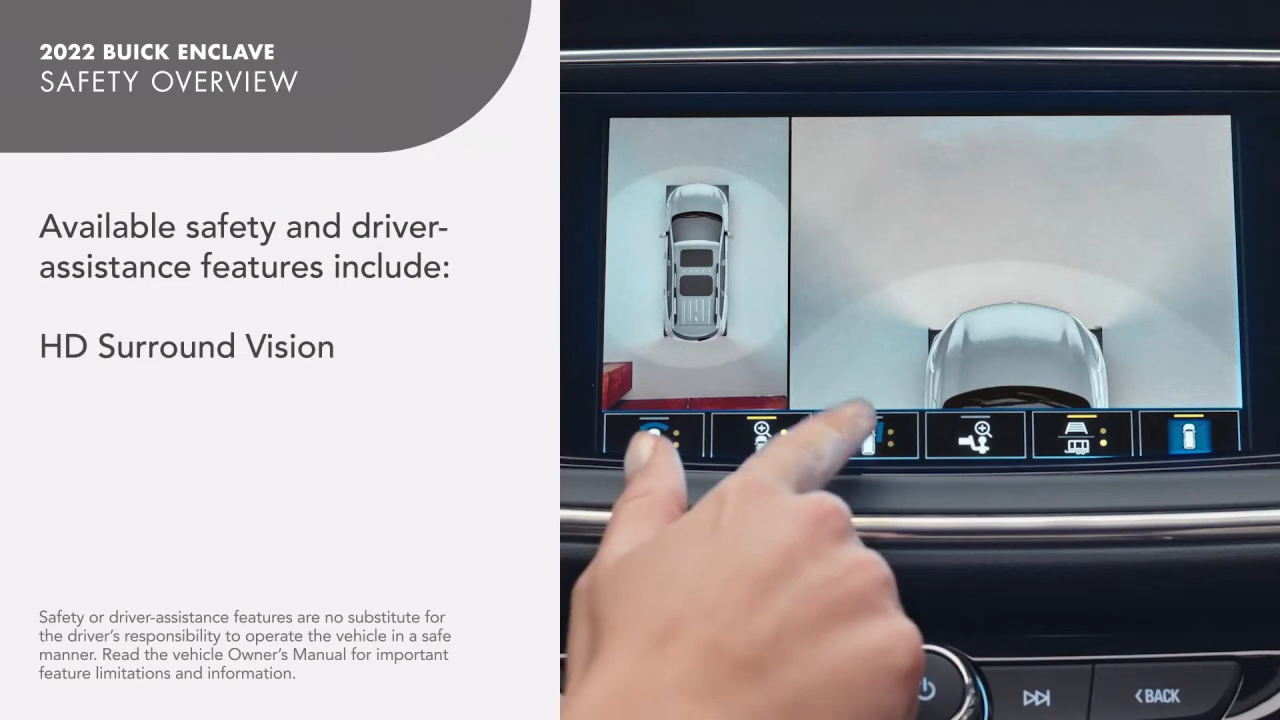 2022 BUICK ENCLAVE
SAFETY OVERVIEW
Available safety and driver-
assistance features include:
HD Surround Vision
Safety or driver-assistance features are no substitute for
the driver's responsibility to operate the vehicle in a safe
manner. Read the vehicle Owner's Manual for important
feature limitations and information.
BACK